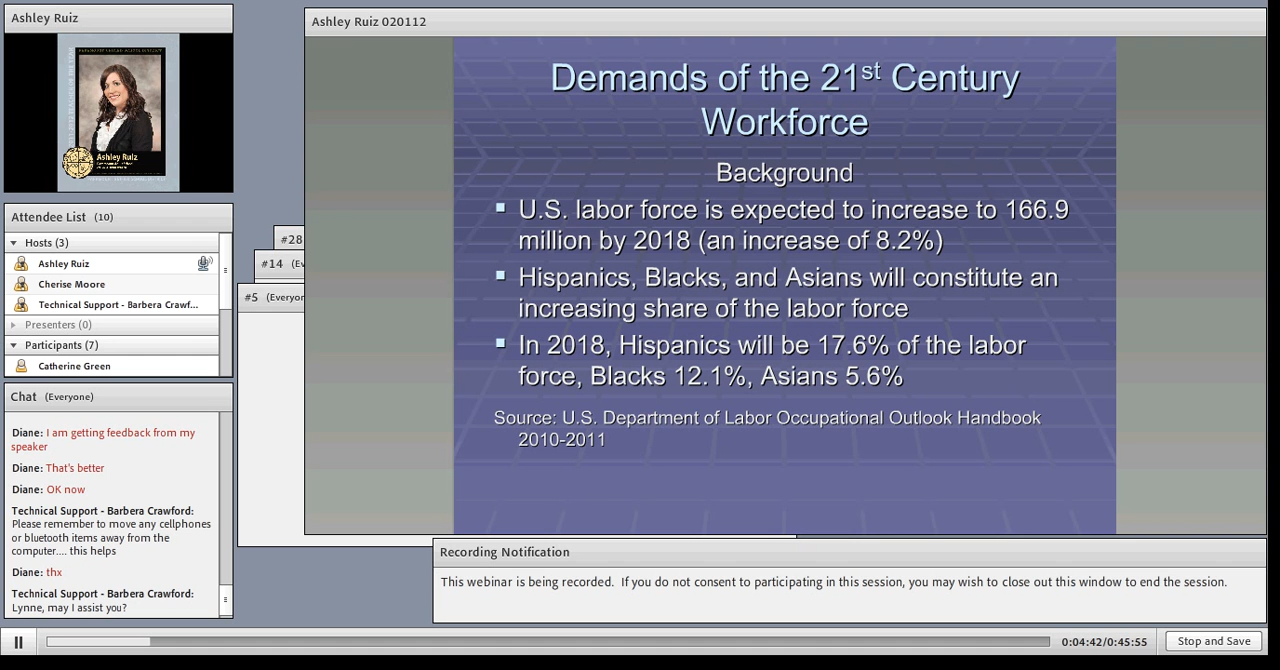 Ashley Ruiz
Ashley Ruiz
Attendee List (10)
Hosts (3)
Ashley Ruiz
Cherise Moore
Technical Support - Barbera Crawf...
Presenters (0)
Participants (7)
Catherine Green
Chat (Everyone)
Diane: I am getting feedback from my
speaker
Diane: That's better
Diane: OK now
Technical Support - Barbera Crawford:
Please remember to move any cellphones
or bluetooth items away from the
computer.... this helps
Diane: thx
Technical Support - Barbera Crawford:
Lynne, may I assist you?
#28
#14 (Ev
#5 (Everyon
Ashley Ruiz 020112
Demands of the 21st Century
Workforce
Background
▪ U.S. labor force is expected to increase to 166.9
million by 2018 (an increase of 8.2%)
▪ Hispanics, Blacks, and Asians will constitute an
increasing share of the labor force
▪ In 2018, Hispanics will be 17.6% of the labor
force, Blacks 12.1%, Asians 5.6%
Source: U.S. Department of Labor Occupational Outlook Handbook
2010-2011
Recording Notification
This webinar is being recorded. If you do not consent to participating in this session, you may wish to close out this window to end the session.
0:04:42/0:45:55
Stop and Save